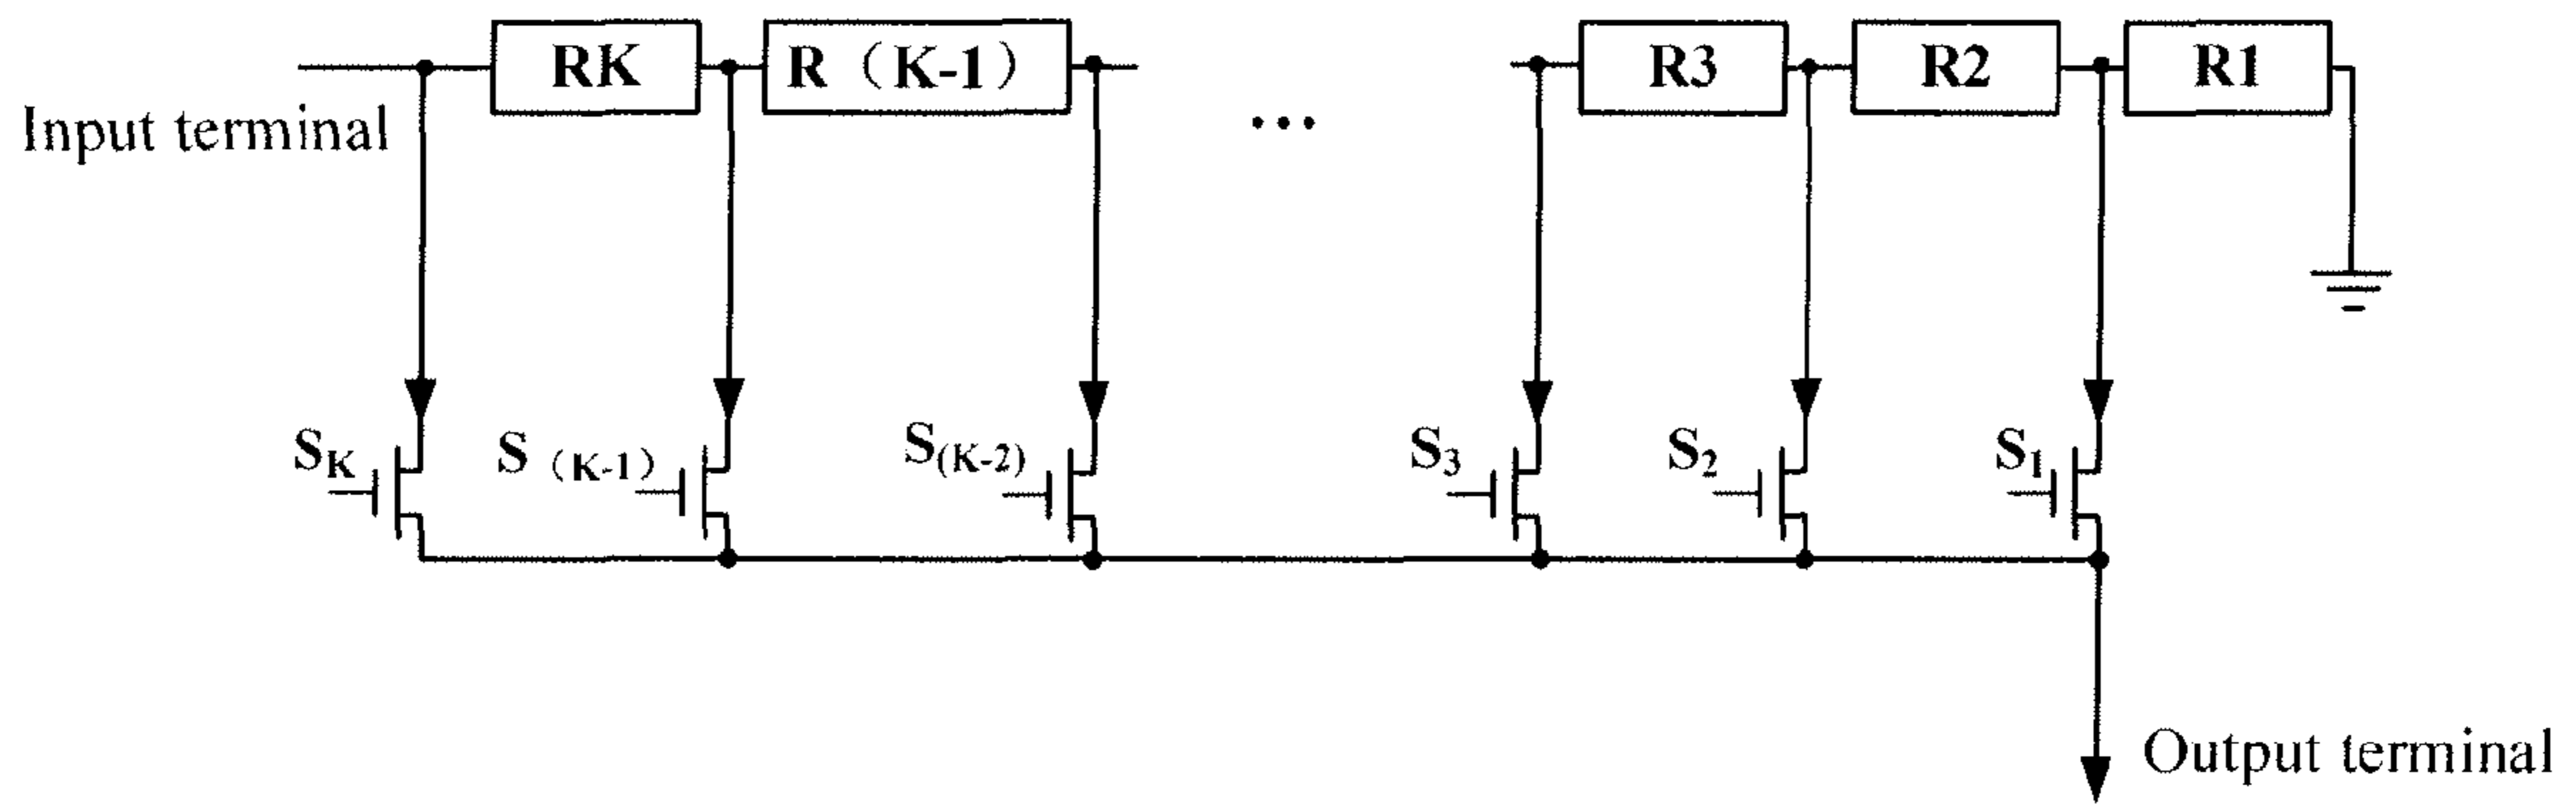 RK R（K-1） R3 R2 R1
Input terminal
...
SK S（K-1） S(K-2) S3 S2 S1
Output terminal